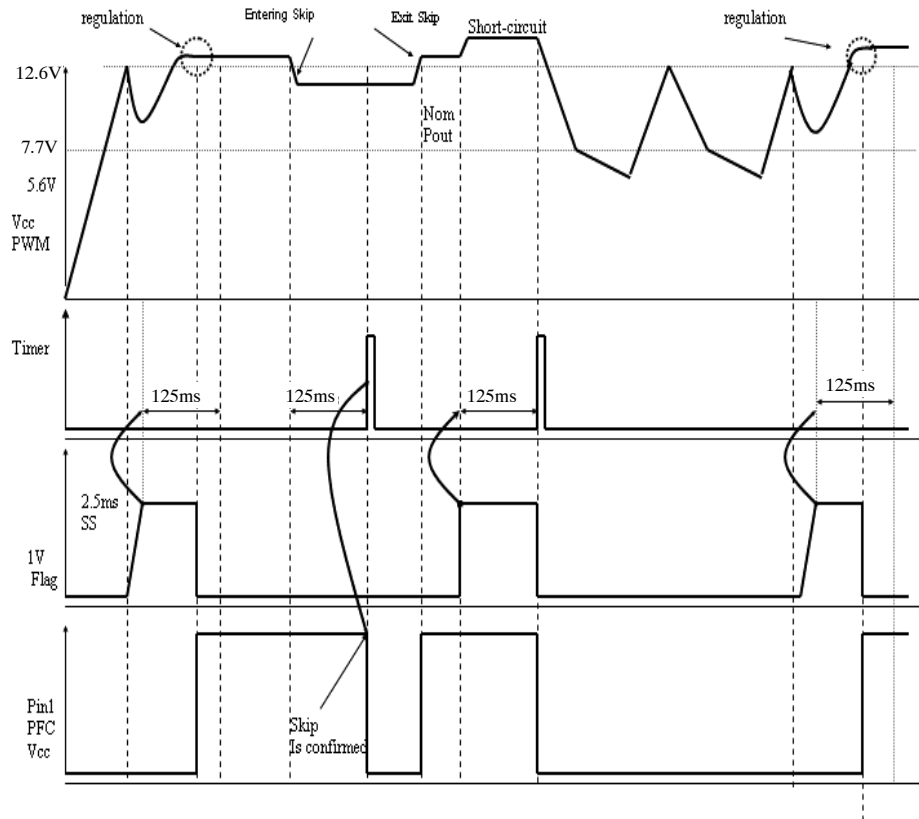 regulation
Entering Skip
Exit Skip
Short-circuit
regulation
12.6V
Nom
Pout
7.7V
5.6V
Vcc
PWM
Timer
125ms
125ms
125ms
125ms
2.5ms
SS
1V
Flag
Pin1
PFC
Vcc
Skip
Is confirmed